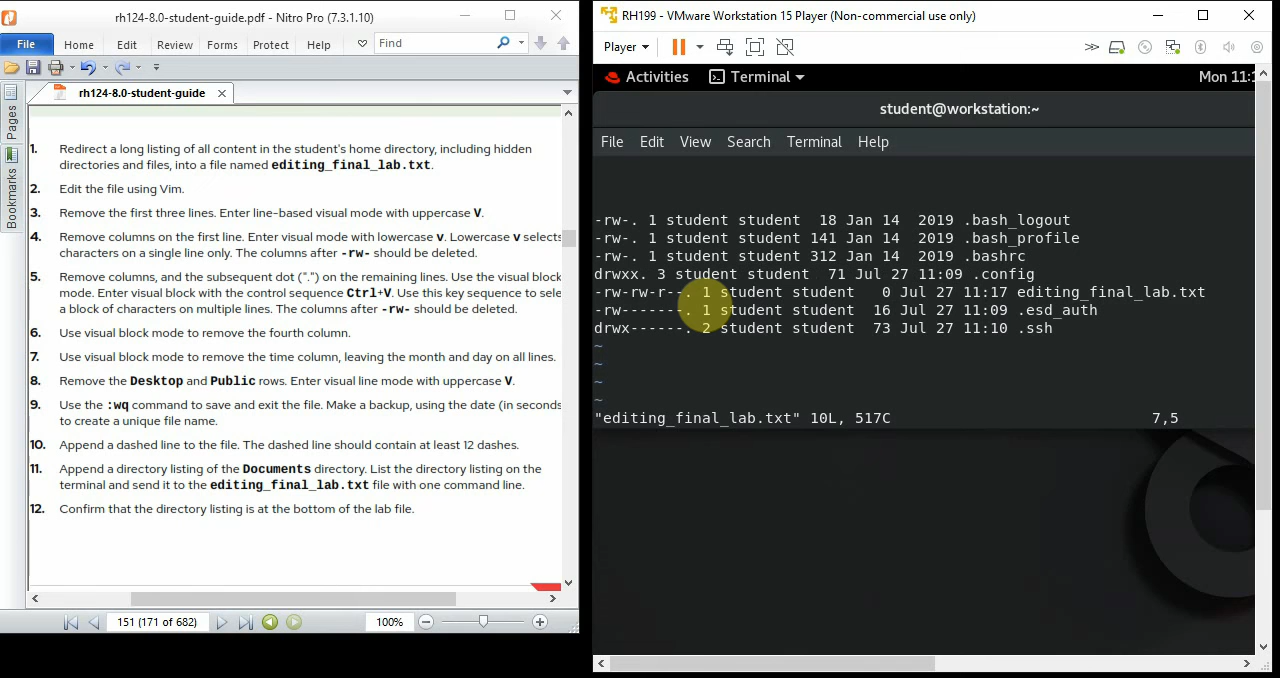 rh124-8.0-student-guide.pdf - Nitro Pro (7.3.1.10)
File Home Edit Review Forms Protect Help Find
rh124-8.0-student-guide
Pages
Bookmarks
1. Redirect a long listing of all content in the student's home directory, including hidden
directories and files, into a file named editing_final_lab.txt.
2. Edit the file using Vim.
3. Remove the first three lines. Enter line-based visual mode with uppercase V.
4. Remove columns on the first line. Enter visual mode with lowercase v. Lowercase v selects
characters on a single line only. The columns after -rw- should be deleted.
5. Remove columns, and the subsequent dot (".") on the remaining lines. Use the visual block
mode. Enter visual block with the control sequence Ctrl+V. Use this key sequence to sele
a block of characters on multiple lines. The columns after -rw- should be deleted.
6. Use visual block mode to remove the fourth column.
7. Use visual block mode to remove the time column, leaving the month and day on all lines.
8. Remove the Desktop and Public rows. Enter visual line mode with uppercase V.
9. Use the :wq command to save and exit the file. Make a backup, using the date (in seconds
to create a unique file name.
10. Append a dashed line to the file. The dashed line should contain at least 12 dashes.
11. Append a directory listing of the Documents directory. List the directory listing on the
terminal and send it to the editing_final_lab.txt file with one command line.
12. Confirm that the directory listing is at the bottom of the lab file.
151 (171 of 682) 100%
RH199 - VMware Workstation 15 Player (Non-commercial use only)
Player
Activities Terminal Mon 11:1
student@workstation:~
File Edit View Search Terminal Help
-rw-. 1 student student  18 Jan 14  2019 .bash_logout
-rw-. 1 student student 141 Jan 14  2019 .bash_profile
-rw-. 1 student student 312 Jan 14  2019 .bashrc
drwxx. 3 student student  71 Jul 27 11:09 .config
-rw-rw-r--. 1 student student   0 Jul 27 11:17 editing_final_lab.txt
-rw-------. 1 student student  16 Jul 27 11:09 .esd_auth
drwx------. 2 student student  73 Jul 27 11:10 .ssh
~
~
~
~
"editing_final_lab.txt" 10L, 517C 7,5